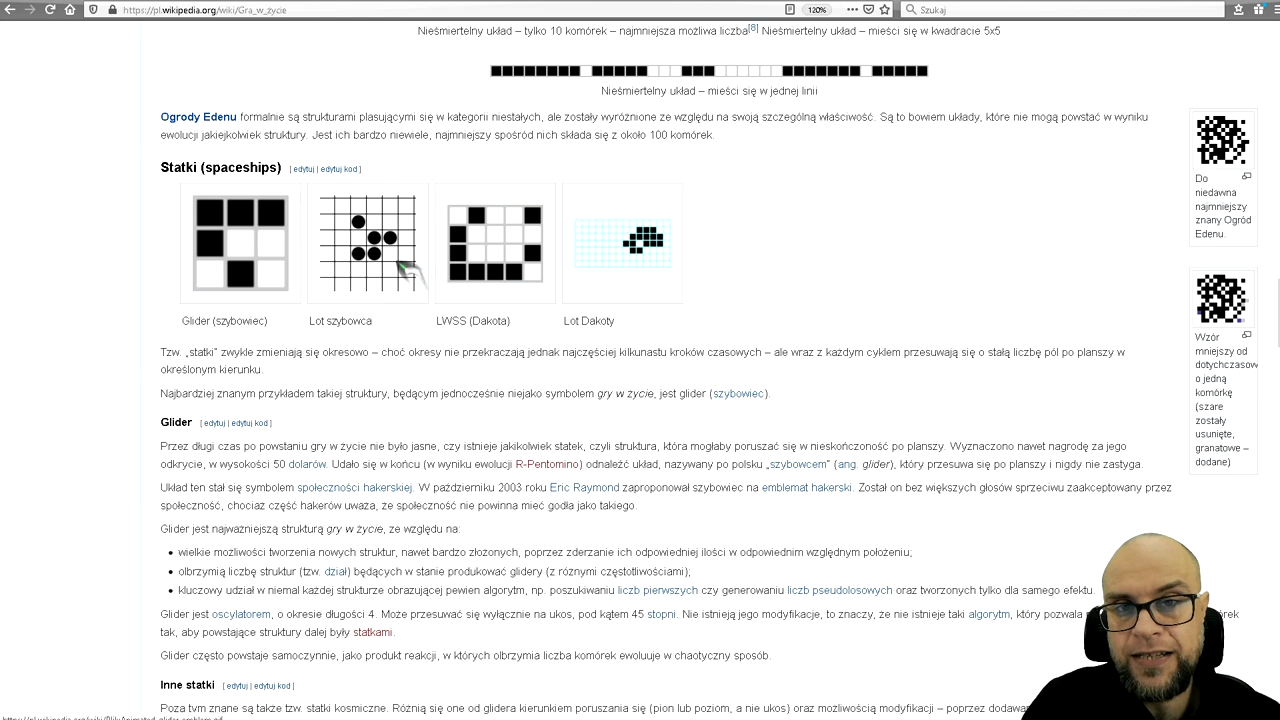 https://pl.wikipedia.org/wiki/Gra_w_życie
120%
Szukaj
Nieśmiertelny układ – tylko 10 komórek – najmniejsza możliwa liczba[8] Nieśmiertelny układ – mieści się w kwadracie 5x5
Nieśmiertelny układ – mieści się w jednej linii
Ogrody Edenu formalnie są strukturami plasującymi się w kategorii niestałych, ale zostały wyróżnione ze względu na swoją szczególną właściwość. Są to bowiem układy, które nie mogą powstać w wyniku
ewolucji jakiejkolwiek struktury. Jest ich bardzo niewiele, najmniejszy spośród nich składa się z około 100 komórek.
Statki (spaceships) [ edytuj | edytuj kod ]
Glider (szybowiec)
Lot szybowca
LWSS (Dakota)
Lot Dakoty
Do
niedawna
najmniejszy
znany Ogród
Edenu.
Wzór
mniejszy od
dotychczasow
o jedną
komórkę
(szare
zostały
usunięte,
granatowe –
dodane)
Tzw. „statki” zwykle zmieniają się okresowo – choć okresy nie przekraczają jednak najczęściej kilkunastu kroków czasowych – ale wraz z każdym cyklem przesuwają się o stałą liczbę pól po planszy w
określonym kierunku.
Najbardziej znanym przykładem takiej struktury, będącym jednocześnie niejako symbolem gry w życie, jest glider (szybowiec).
Glider [ edytuj | edytuj kod ]
Przez długi czas po powstaniu gry w życie nie było jasne, czy istnieje jakikolwiek statek, czyli struktura, która mogłaby poruszać się w nieskończoność po planszy. Wyznaczono nawet nagrodę za jego
odkrycie, w wysokości 50 dolarów. Udało się w końcu (w wyniku ewolucji R-Pentomino) odnaleźć układ, nazywany po polsku „szybowcem” (ang. glider), który przesuwa się po planszy i nigdy nie zastyga.
Układ ten stał się symbolem społeczności hakerskiej. W październiku 2003 roku Eric Raymond zaproponował szybowiec na emblemat hakerski. Został on bez większych głosów sprzeciwu zaakceptowany przez
społeczność, chociaż część hakerów uważa, że społeczność nie powinna mieć godła jako takiego.
Glider jest najważniejszą strukturą gry w życie, ze względu na:
• wielkie możliwości tworzenia nowych struktur, nawet bardzo złożonych, poprzez zderzanie ich odpowiedniej ilości w odpowiednim względnym położeniu;
• olbrzymią liczbę struktur (tzw. dział) będących w stanie produkować glidery (z różnymi częstotliwościami);
• kluczowy udział w niemal każdej strukturze obrazującej pewien algorytm, np. poszukiwaniu liczb pierwszych czy generowaniu liczb pseudolosowych oraz tworzonych tylko dla samego efektu.
Glider jest oscylatorem, o okresie długości 4. Może przesuwać się wyłącznie na ukos, pod kątem 45 stopni. Nie istnieją jego modyfikacje, to znaczy, że nie istnieje taki algorytm, który pozwala
tak, aby powstające struktury dalej były statkami.
Glider często powstaje samoczynnie, jako produkt reakcji, w których olbrzymia liczba komórek ewoluuje w chaotyczny sposób.
Inne statki [ edytuj | edytuj kod ]
Poza tym znane są także tzw. statki kosmiczne. Różnią się one od glidera kierunkiem poruszania się (pion lub poziom, a nie ukos) oraz możliwością modyfikacji – poprzez